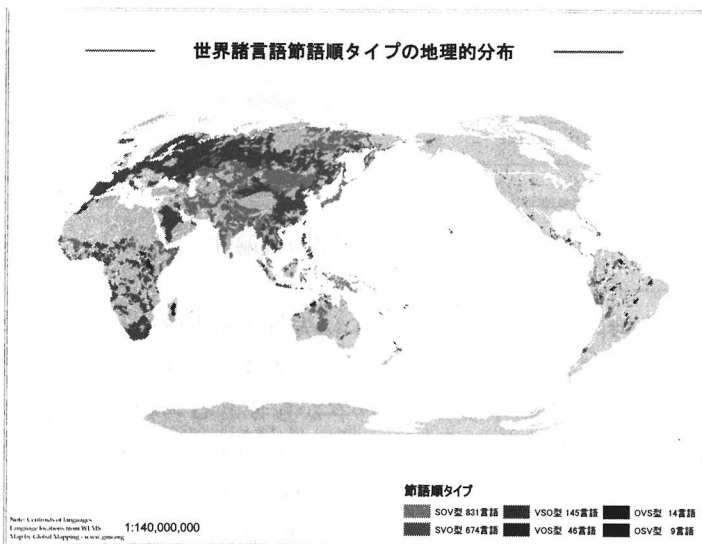 世界諸言語節語順タイプの地理的分布
節語順タイプ
SOV型 831言語 VSO型 145言語 OVS型 14言語
SVO型 674言語 VOS型 46言語 OSV型 9言語
Note: Centroids of languages
Language locations from WLMS
Map by Global Mapping - www.gmi.org
1:140,000,000